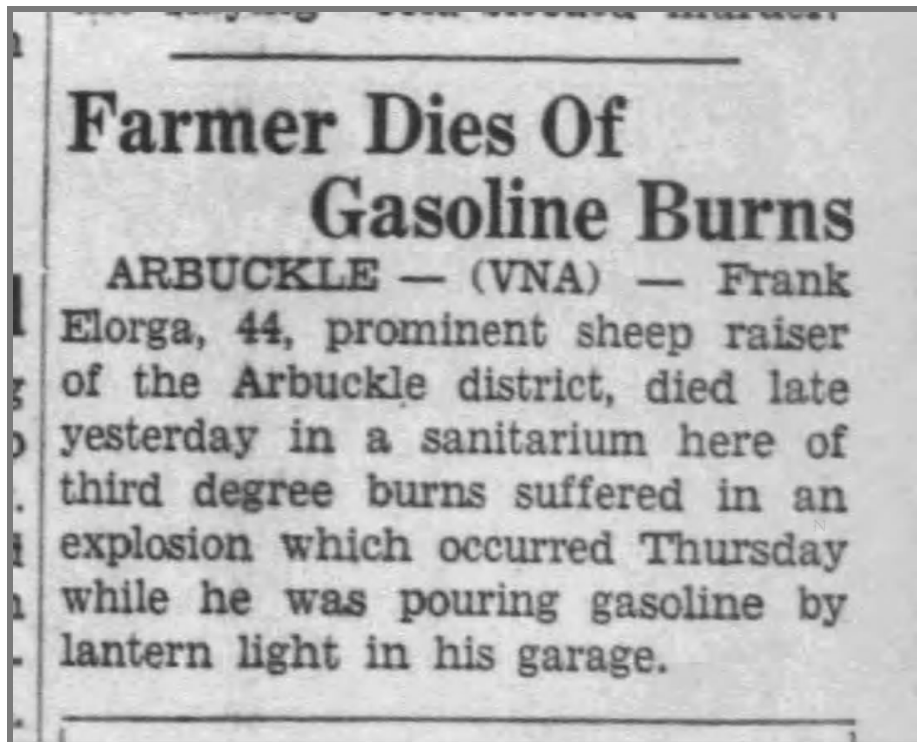 murder.
Farmer Dies Of
Gasoline Burns
ARBUCKLE — (VNA) — Frank
Elorga, 44, prominent sheep raiser
of the Arbuckle district, died late
yesterday in a sanitarium here of
third degree burns suffered in an
explosion which occurred Thursday
while he was pouring gasoline by
lantern light in his garage.